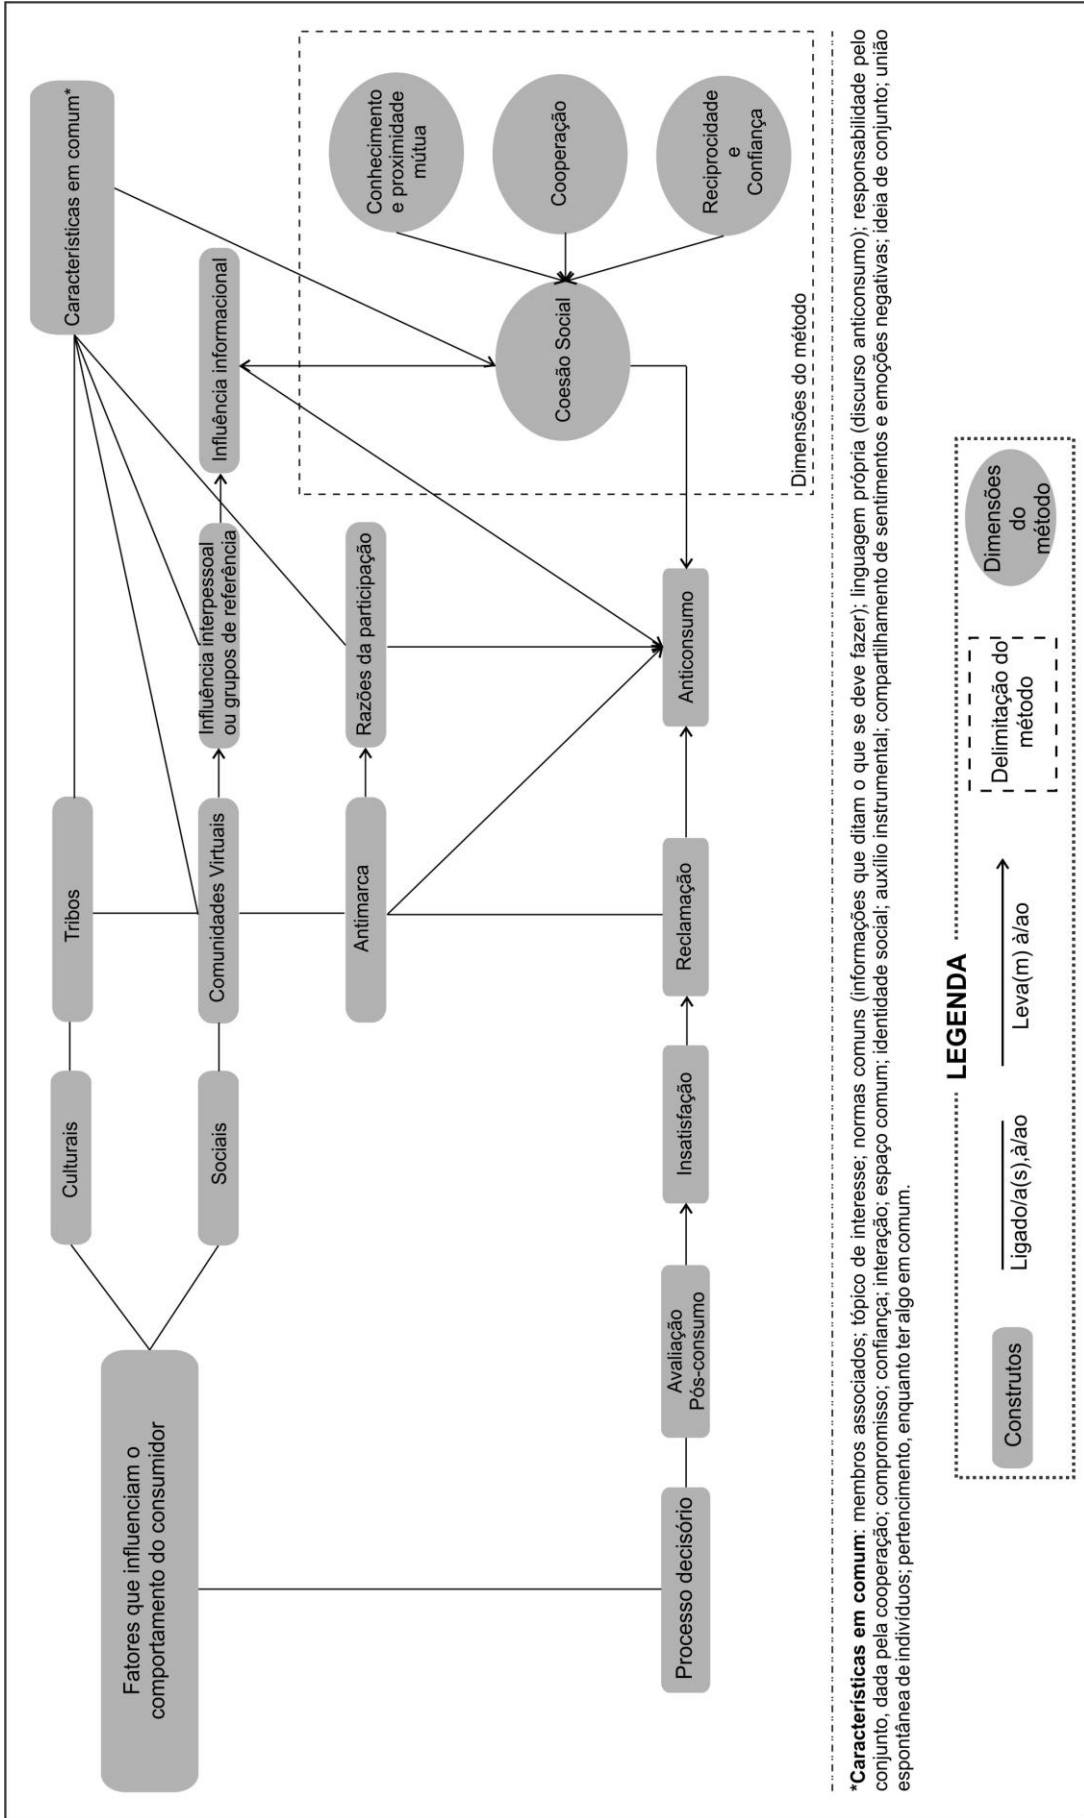 Características em comum*
Tribos
Culturais
Fatores que influenciam o
comportamento do consumidor
Influência informacional
Influência interpessoal
ou grupos de referência
Comunidades Virtuais
Sociais
Conhecimento
e proximidade
mútua
Cooperação
Reciprocidade
e
Confiança
Coesão Social
Dimensões do método
Razões da participação
Antimarca
Processo decisório
Avaliação
Pós-consumo
Insatisfação
Reclamação
Anticonsumo
*Características em comum: membros associados; tópico de interesse; normas comuns (informações que ditam o que se deve fazer); linguagem própria (discurso anticonsumo); responsabilidade pelo
conjunto, dada pela cooperação; compromisso; confiança; interação; espaço comum; identidade social; auxílio instrumental; compartilhamento de sentimentos e emoções negativas; ideia de conjunto; união
espontânea de indivíduos; pertencimento, enquanto ter algo em comum.
LEGENDA
Construtos
Ligado/a(s),à/ao
Leva(m) à/ao
Delimitação do
método
Dimensões
do
método